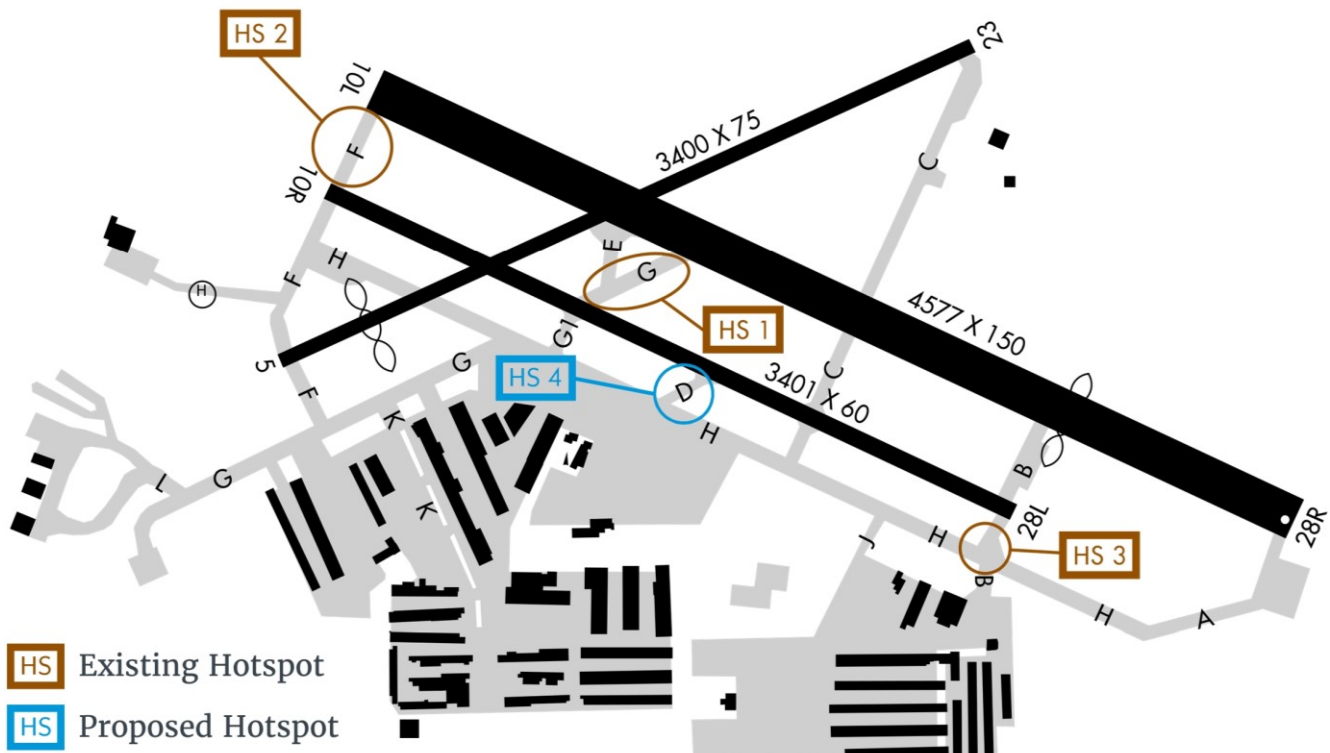 HS 2
23
10L
3400 X 75
F
C
10R
E
H
G
F
H
4577 X 150
HS 1
G1
5
G
HS 4
C
D
3401 X 60
F
K
H
B
L
G
K
28L
28R
J
H
HS 3
B
H
A
HS Existing Hotspot
HS Proposed Hotspot